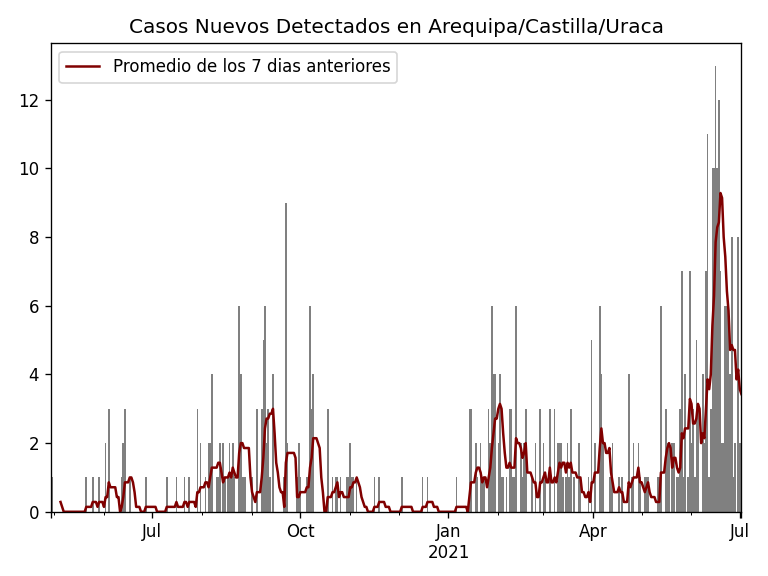 Casos Nuevos Detectados en Arequipa/Castilla/Uraca
Promedio de los 7 dias anteriores
12
10
8
6
4
2
0
Jul
Oct
Jan
2021
Apr
Jul